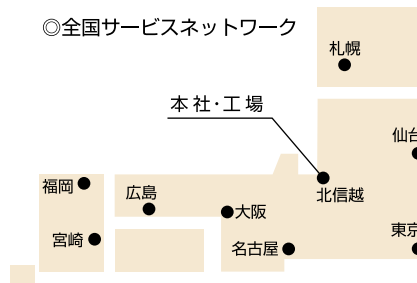 ◎全国サービスネットワーク
札幌
本社・工場
仙台
福岡
広島
北信越
大阪
東京
宮崎
名古屋